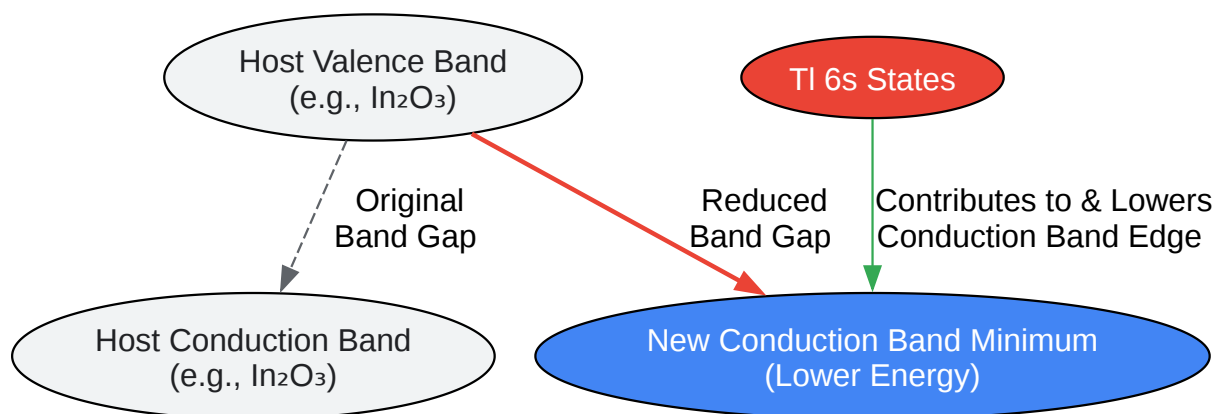 Host Valence Band
(e.g., In₂O₃)
Tl 6s States
Original
Band Gap
Reduced
Band Gap
Contributes to & Lowers
Conduction Band Edge
Host Conduction Band
(e.g., In₂O₃)
New Conduction Band Minimum
(Lower Energy)